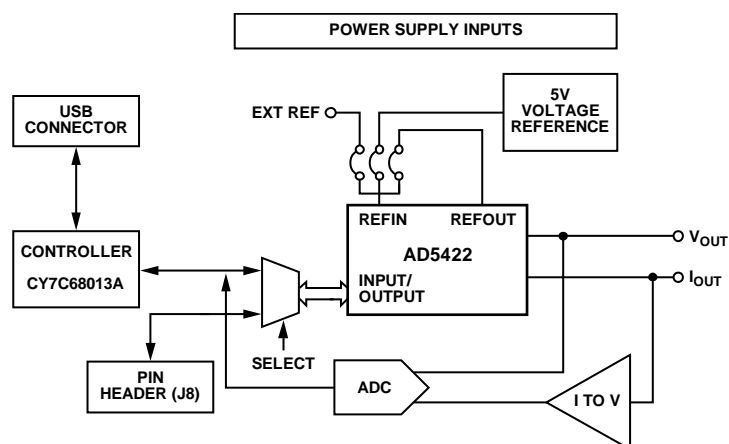 POWER SUPPLY INPUTS
5V
VOLTAGE
REFERENCE
EXT REF
USB
CONNECTOR
REFIN
REFOUT
AD5422
INPUT/
OUTPUT
VOUT
IOUT
CONTROLLER
CY7C68013A
SELECT
PIN
HEADER (J8)
ADC
I TO V